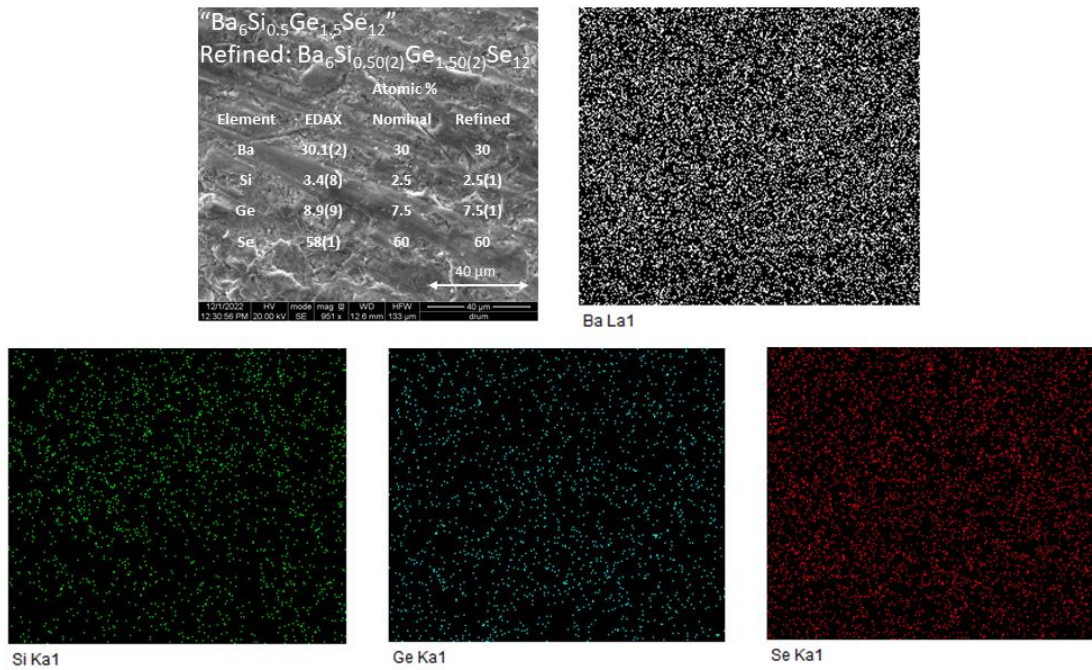 “Ba₆Si₀.₅Ge₁.₅Se₁₂”
Refined: Ba₆Si₀.₅₀₍₂₎Ge₁.₅₀₍₂₎Se₁₂
Atomic %
Element EDAX Nominal Refined
Ba 30.1(2) 30 30
Si 3.4(8) 2.5 2.5(1)
Ge 8.9(9) 7.5 7.5(1)
Se 58(1) 60 60
40 µm
12/1/2022 HV mode mag ⊞ WD HFW 40 µm
12:30:56 PM 20.00 kV SE 951 x 12.6 mm 133 µm drum
Ba La1
Si Ka1
Ge Ka1
Se Ka1